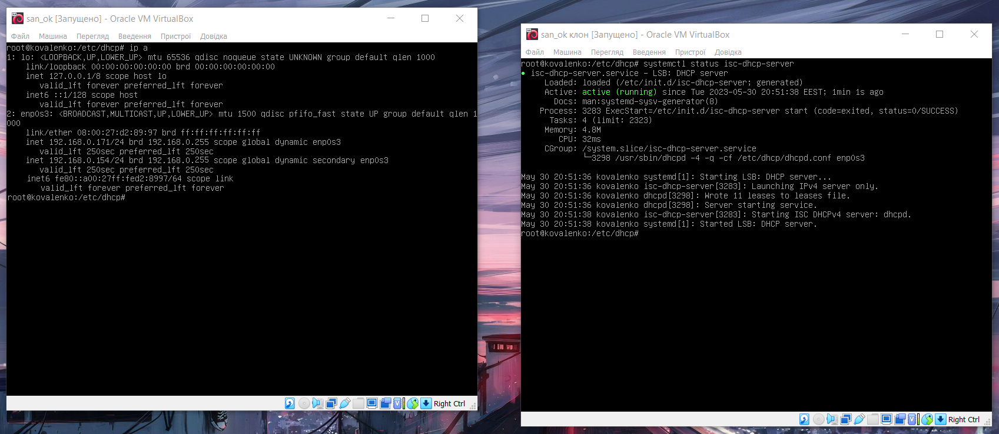 san_ok [Запущено] - Oracle VM VirtualBox
Файл Машина Перегляд Введення Пристрої Довідка
root@kovalenko:/etc/dhcp# ip a
1: lo: <LOOPBACK,UP,LOWER_UP> mtu 65536 qdisc noqueue state UNKNOWN group default qlen 1000
link/loopback 00:00:00:00:00:00 brd 00:00:00:00:00:00
inet 127.0.0.1/8 scope host lo
valid_lft forever preferred_lft forever
inet6 ::1/128 scope host
valid_lft forever preferred_lft forever
2: enp0s3: <BROADCAST,MULTICAST,UP,LOWER_UP> mtu 1500 qdisc pfifo_fast state UP group default qlen 1
000
link/ether 08:00:27:d2:89:97 brd ff:ff:ff:ff:ff:ff
inet 192.168.0.171/24 brd 192.168.0.255 scope global dynamic enp0s3
valid_lft 250sec preferred_lft 250sec
inet 192.168.0.154/24 brd 192.168.0.255 scope global dynamic secondary enp0s3
valid_lft 250sec preferred_lft 250sec
inet6 fe80::a00:27ff:fed2:8997/64 scope link
valid_lft forever preferred_lft forever
root@kovalenko:/etc/dhcp#
Right Ctrl
san_ok клон [Запущено] - Oracle VM VirtualBox
Файл Машина Перегляд Введення Пристрої Довідка
root@kovalenko:/etc/dhcp# systemctl status isc-dhcp-server
● isc-dhcp-server.service - LSB: DHCP server
Loaded: loaded (/etc/init.d/isc-dhcp-server; generated)
Active: active (running) since Tue 2023-05-30 20:51:38 EEST; 1min 1s ago
Docs: man:systemd-sysv-generator(8)
Process: 3283 ExecStart=/etc/init.d/isc-dhcp-server start (code=exited, status=0/SUCCESS)
Tasks: 4 (limit: 2323)
Memory: 4.8M
CPU: 32ms
CGroup: /system.slice/isc-dhcp-server.service
└─3298 /usr/sbin/dhcpd -4 -q -cf /etc/dhcp/dhcpd.conf enp0s3
May 30 20:51:36 kovalenko systemd[1]: Starting LSB: DHCP server...
May 30 20:51:36 kovalenko isc-dhcp-server[3283]: Launching IPv4 server only.
May 30 20:51:36 kovalenko dhcpd[3298]: Wrote 11 leases to leases file.
May 30 20:51:36 kovalenko dhcpd[3298]: Server starting service.
May 30 20:51:38 kovalenko isc-dhcp-server[3283]: Starting ISC DHCPv4 server: dhcpd.
May 30 20:51:38 kovalenko systemd[1]: Started LSB: DHCP server.
root@kovalenko:/etc/dhcp#
Right Ctrl